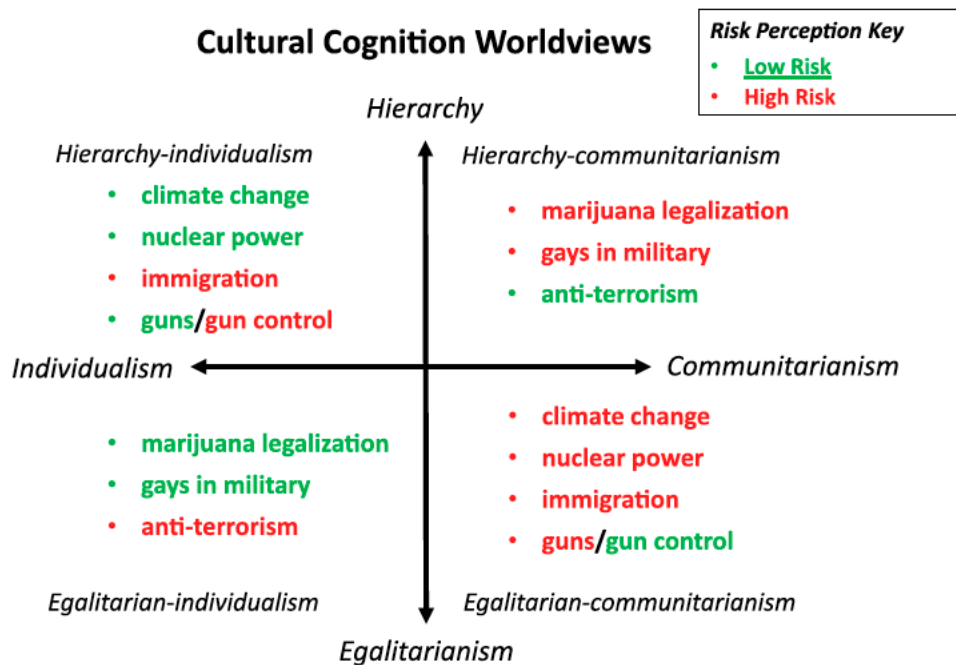 Cultural Cognition Worldviews
Risk Perception Key
• Low Risk
• High Risk
Hierarchy
Hierarchy-individualism
• climate change
• nuclear power
• immigration
• guns/gun control
Hierarchy-communitarianism
• marijuana legalization
• gays in military
• anti-terrorism
Individualism
Communitarianism
• marijuana legalization
• gays in military
• anti-terrorism
Egalitarian-individualism
• climate change
• nuclear power
• immigration
• guns/gun control
Egalitarian-communitarianism
Egalitarianism